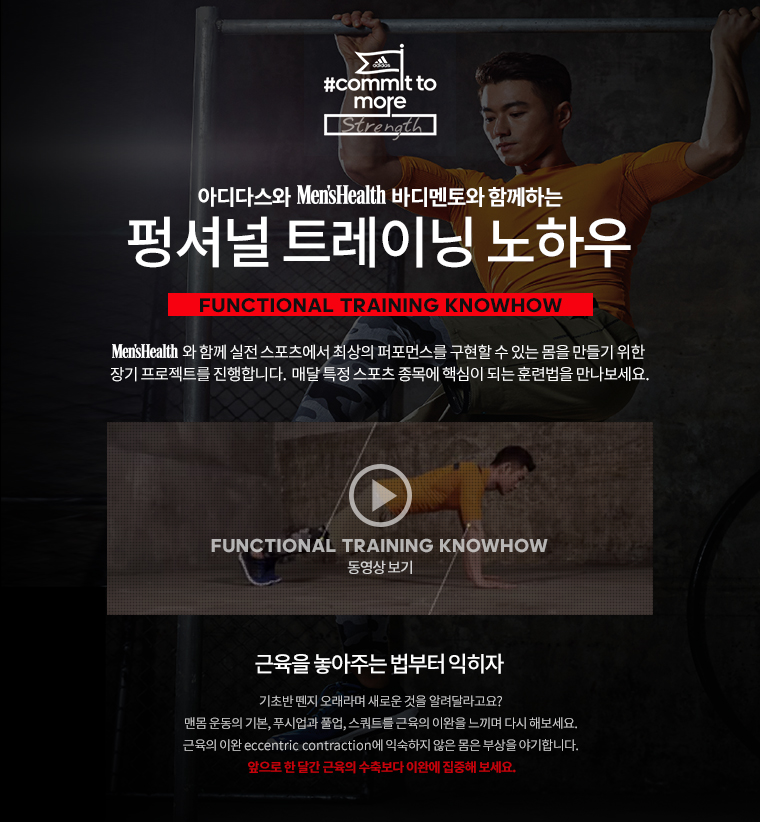 adidas
#commit to
more
Strength
아디다스와 Men'sHealth 바디멘토와 함께하는
펑셔널 트레이닝 노하우
FUNCTIONAL TRAINING KNOWHOW
Men'sHealth 와 함께 실전 스포츠에서 최상의 퍼포먼스를 구현할 수 있는 몸을 만들기 위한
장기 프로젝트를 진행합니다. 매달 특정 스포츠 종목에 핵심이 되는 훈련법을 만나보세요.
FUNCTIONAL TRAINING KNOWHOW
동영상 보기
근육을 놓아주는 법부터 익히자
기초반 뗀지 오래라며 새로운 것을 알려달라고요?
맨몸 운동의 기본, 푸시업과 풀업, 스쿼트를 근육의 이완을 느끼며 다시 해보세요.
근육의 이완 eccentric contraction에 익숙하지 않은 몸은 부상을 야기합니다.
앞으로 한 달간 근육의 수축보다 이완에 집중해 보세요.